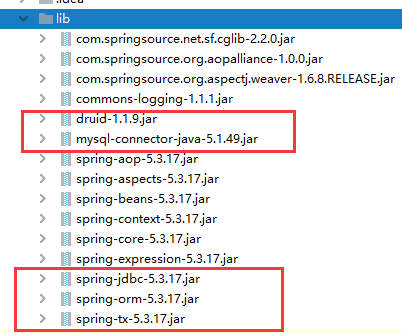 .idea
lib
com.springsource.net.sf.cglib-2.2.0.jar
com.springsource.org.aopalliance-1.0.0.jar
com.springsource.org.aspectj.weaver-1.6.8.RELEASE.jar
commons-logging-1.1.1.jar
druid-1.1.9.jar
mysql-connector-java-5.1.49.jar
spring-aop-5.3.17.jar
spring-aspects-5.3.17.jar
spring-beans-5.3.17.jar
spring-context-5.3.17.jar
spring-core-5.3.17.jar
spring-expression-5.3.17.jar
spring-jdbc-5.3.17.jar
spring-orm-5.3.17.jar
spring-tx-5.3.17.jar